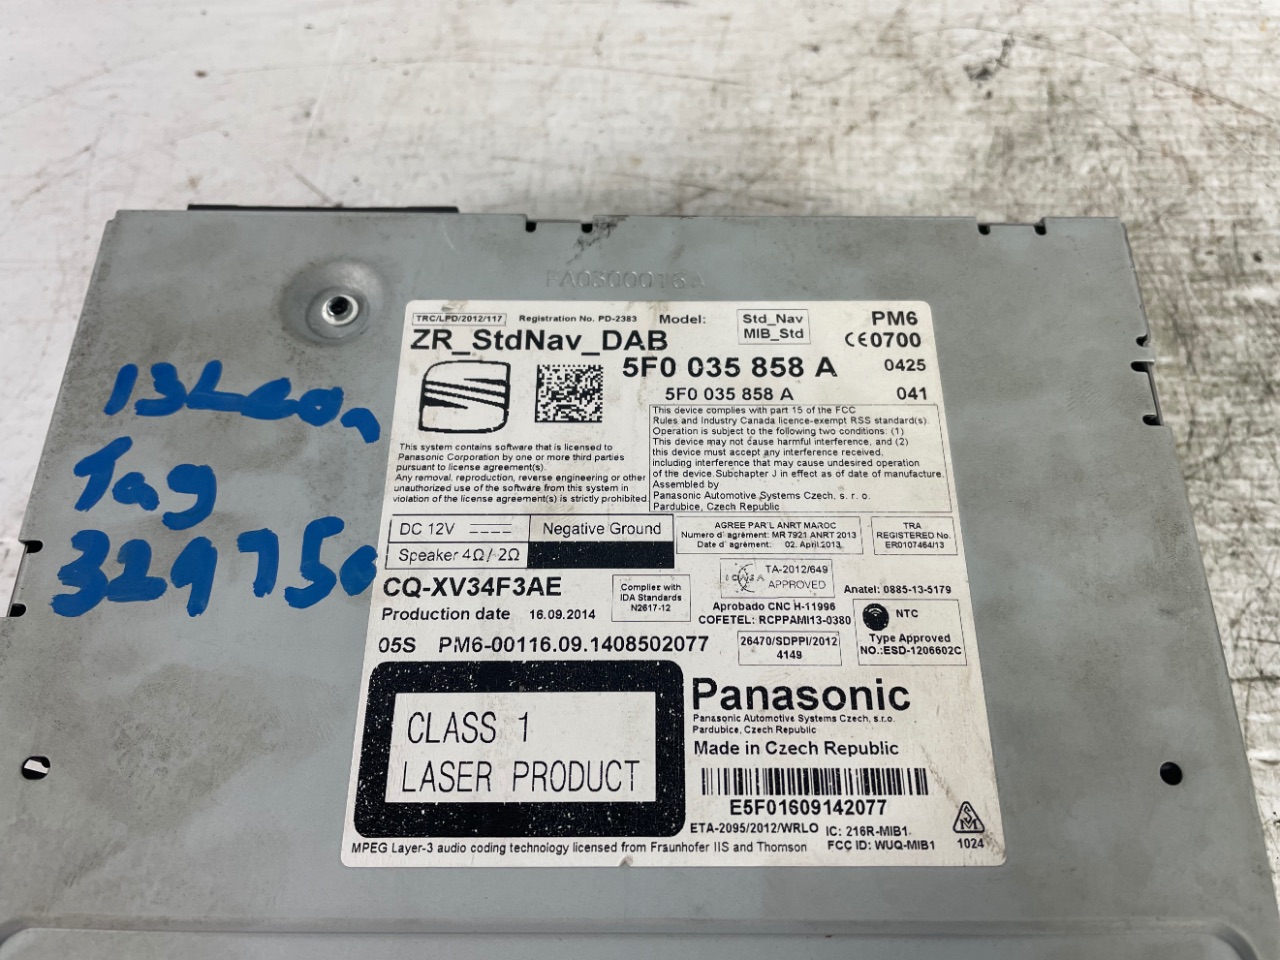 FA0300016A
TRC/LPD/2012/117
Registration No. PD-2383
Model:
Std_Nav
MIB_Std
PM6
ZR_StdNav_DAB
CE0700
5F0 035 858 A
0425
5F0 035 858 A
041
13 Leon
Tag
329750
This system contains software that is licensed to
Panasonic Corporation by one or more third parties
pursuant to license agreement(s).
Any removal, reproduction, reverse engineering or other
unauthorized use of the software from this system in
violation of the license agreement(s) is strictly prohibited.
This device complies with part 15 of the FCC
Rules and Industry Canada licence-exempt RSS standard(s).
Operation is subject to the following two conditions: (1)
This device may not cause harmful interference, and (2)
this device must accept any interference received,
including interference that may cause undesired operation
of the device. Subchapter J in effect as of date of manufacture.
Assembled by
Panasonic Automotive Systems Czech, s. r. o.
Pardubice, Czech Republic
DC 12V
Negative Ground
Speaker 4Ω/ 2Ω
AGREE PAR L ANRT MAROC
Numero d agrément: MR 7921 ANRT 2013
Date d agrément: 02. April.2013
TRA
REGISTERED No.
ER0107464/13
CQ-XV34F3AE
Complier with
IDA Standards
N2617-12
ICASA
TA-2012/649
APPROVED
Anatel: 0885-13-5179
Production date 16.09.2014
Aprobado CNC H-11996
COFETEL: RCPPAMI13-0380
NTC
Type Approved
NO.:ESD-1206602C
05S PM6-00116.09.1408502077
26470/SDPPI/2012
4149
CLASS 1
LASER PRODUCT
Panasonic
Panasonic Automotive Systems Czech, s.r.o.
Pardubice, Czech Republic
Made in Czech Republic
E5F01609142077
ETA-2095/2012/WRLO
IC: 216R-MIB1
FCC ID: WUQ-MIB1
1024
MPEG Layer-3 audio coding technology licensed from Fraunhofer IIS and Thomson